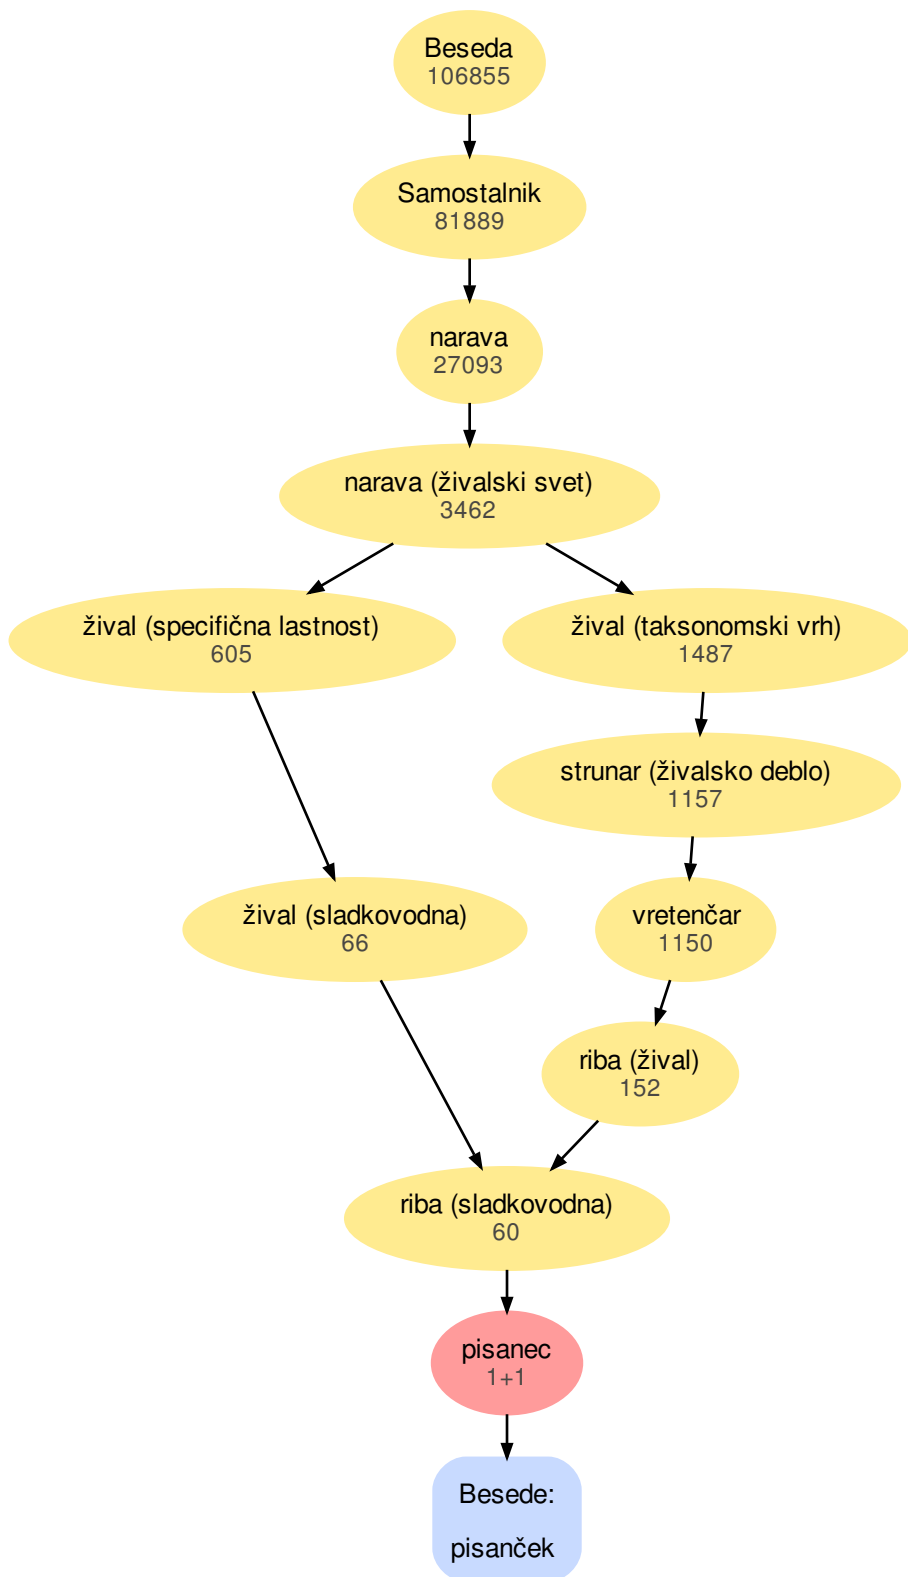 Beseda
106855
Samostalnik
81889
narava
27093
narava (živalski svet)
3462
žival (specifična lastnost)
605
žival (taksonomski vrh)
1487
strunar (živalsko deblo)
1157
žival (sladkovodna)
66
vretenčar
1150
riba (žival)
152
riba (sladkovodna)
60
pisanec
1+1
Besede:
pisanček